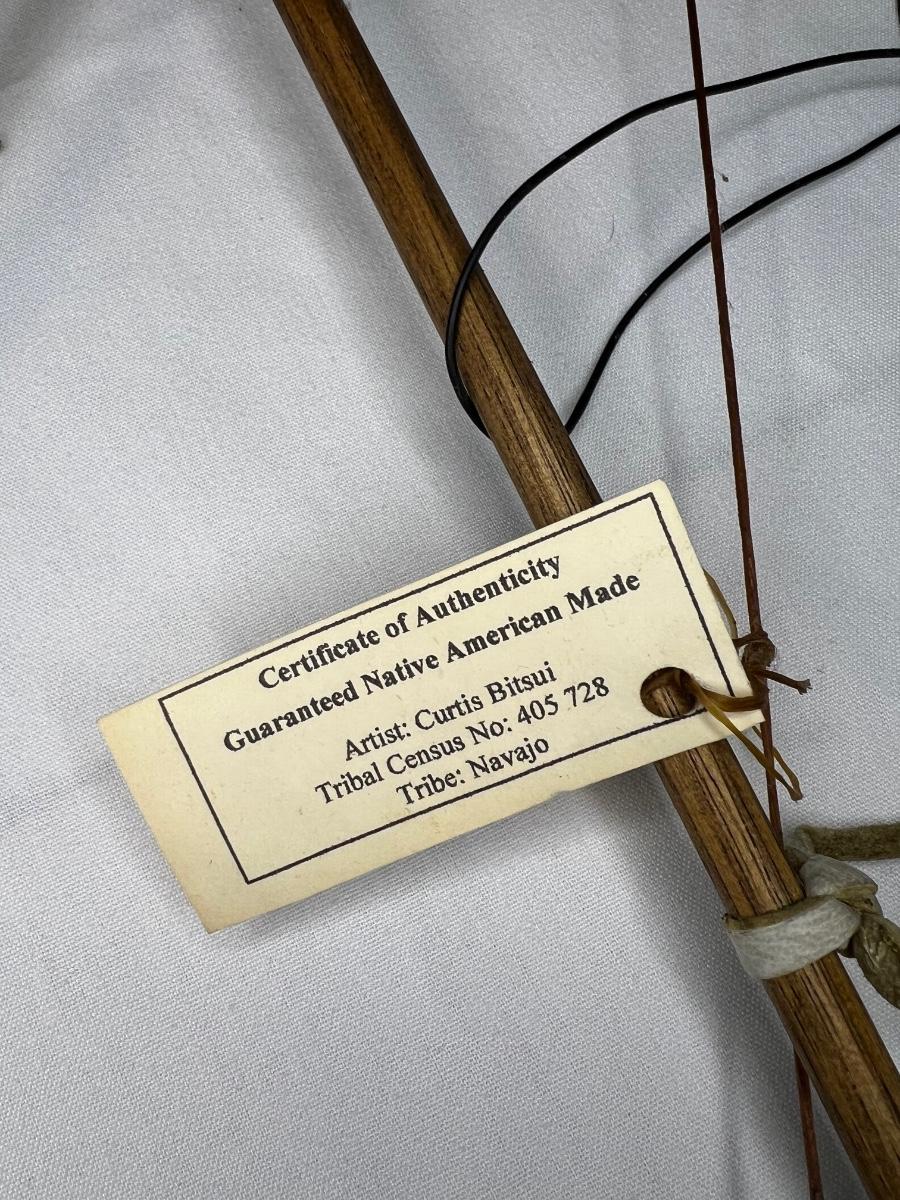 Certificate of Authenticity
Guaranteed Native American Made
Artist: Curtis Bitsui
Tribal Census No: 405 728
Tribe: Navajo